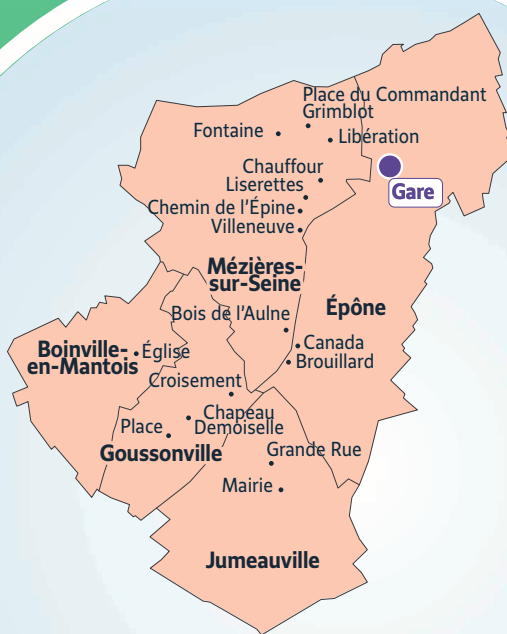 Place du Commandant
Grimblot
Fontaine
Libération
Chauffour
Gare
Liserettes
Chemin de l'Épine
Villeneuve
Mézières-
sur-Seine
Épône
Bois de l'Aulne
Canada
Boinville-
en-Mantois
Église
Brouillard
Croisement
Chapeau
Demoiselle
Place
Goussonville
Grande Rue
Mairie
Jumeauville